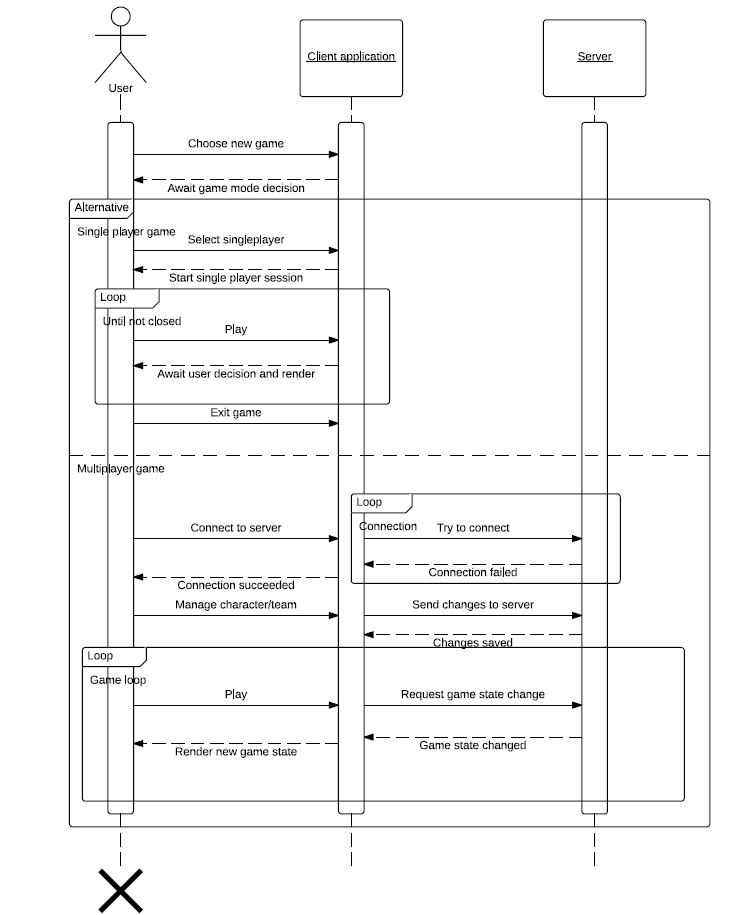 Client application
Server
User
Choose new game
Await game mode decision
Alternative
Single player game
Select singleplayer
Start single player session
Loop
Until not closed
Play
Await user decision and render
Exit game
Multiplayer game
Loop
Connection
Connect to server
Try to connect
Connection failed
Connection succeeded
Manage character/team
Send changes to server
Changes saved
Loop
Game loop
Play
Request game state change
Render new game state
Game state changed